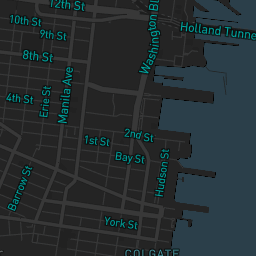 12th St
10th St
9th St
Washington Bl
Holland Tunne
8th St
4th St
Erie St
Manila Ave
1st St
2nd St
Bay St
Hudson St
Barrow St
York St
COLGATE